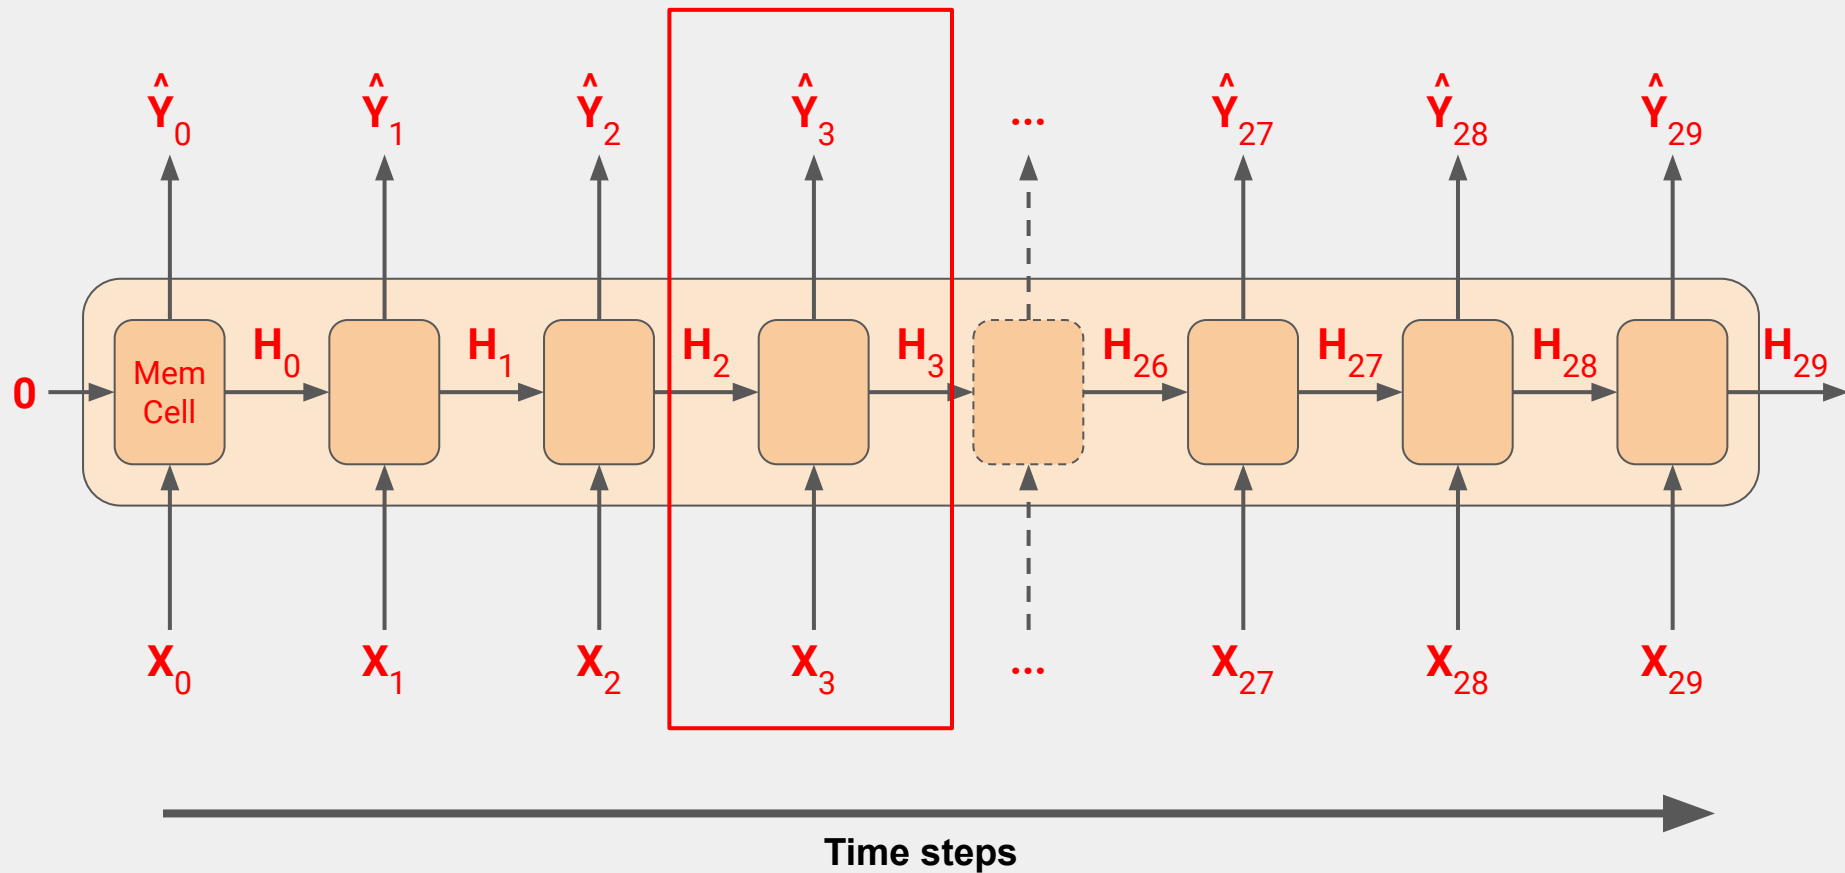 Ŷ0 Ŷ1 Ŷ2 Ŷ3 ... Ŷ27 Ŷ28 Ŷ29
0 Mem Cell H0 H1 H2 H3 H26 H27 H28 H29
X0 X1 X2 X3 ... X27 X28 X29
Time steps